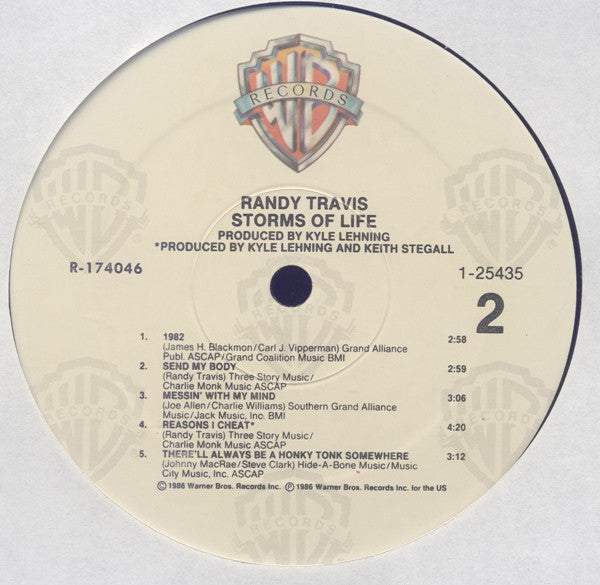 WB
RECORDS
RANDY TRAVIS
STORMS OF LIFE
PRODUCED BY KYLE LEHNING
*PRODUCED BY KYLE LEHNING AND KEITH STEGALL
R-174046
1-25435
2
1. 1982
(James H. Blackmon/Carl J. Vipperman) Grand Alliance
Publ. ASCAP/Grand Coalition Music BMI 2:58
2. SEND MY BODY 2:59
(Randy Travis) Three Story Music/
Charlie Monk Music ASCAP
3. MESSIN' WITH MY MIND 3:06
(Joe Allen/Charlie Williams) Southern Grand Alliance
Music/Jack Music, Inc. BMI
4. REASONS I CHEAT* 4:20
(Randy Travis) Three Story Music/
Charlie Monk Music ASCAP
5. THERE'LL ALWAYS BE A HONKY TONK SOMEWHERE 3:12
(Johnny MacRae/Steve Clark) Hide-A-Bone Music/Music
City Music, Inc. ASCAP
© 1986 Warner Bros. Records Inc. ℗ 1986 Warner Bros. Records Inc. for the US